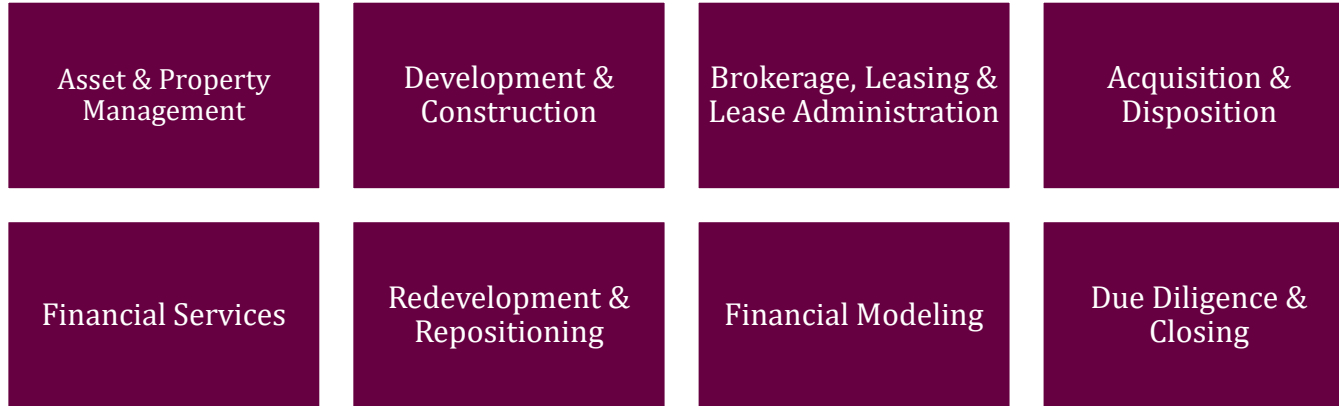 Asset & Property
Management
Development &
Construction
Brokerage, Leasing &
Lease Administration
Acquisition &
Disposition
Financial Services
Redevelopment &
Repositioning
Financial Modeling
Due Diligence &
Closing